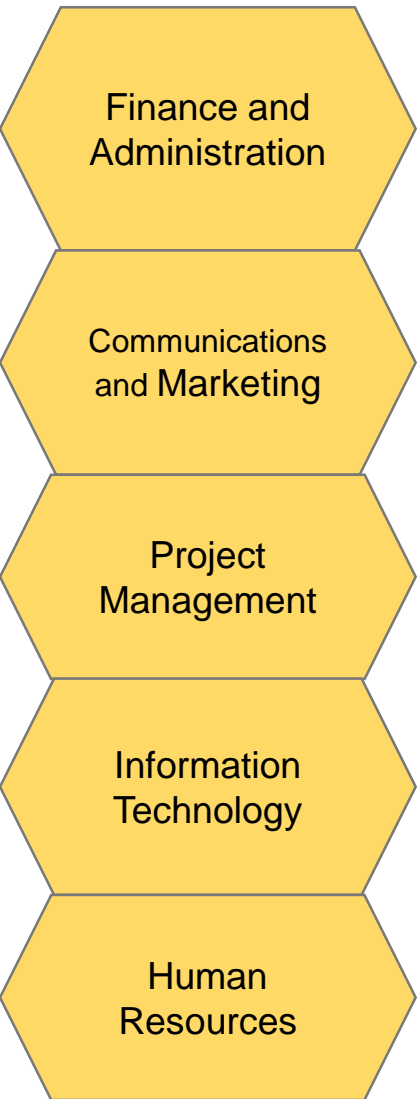 Finance and
Administration
Communications
and Marketing
Project
Management
Information
Technology
Human
Resources